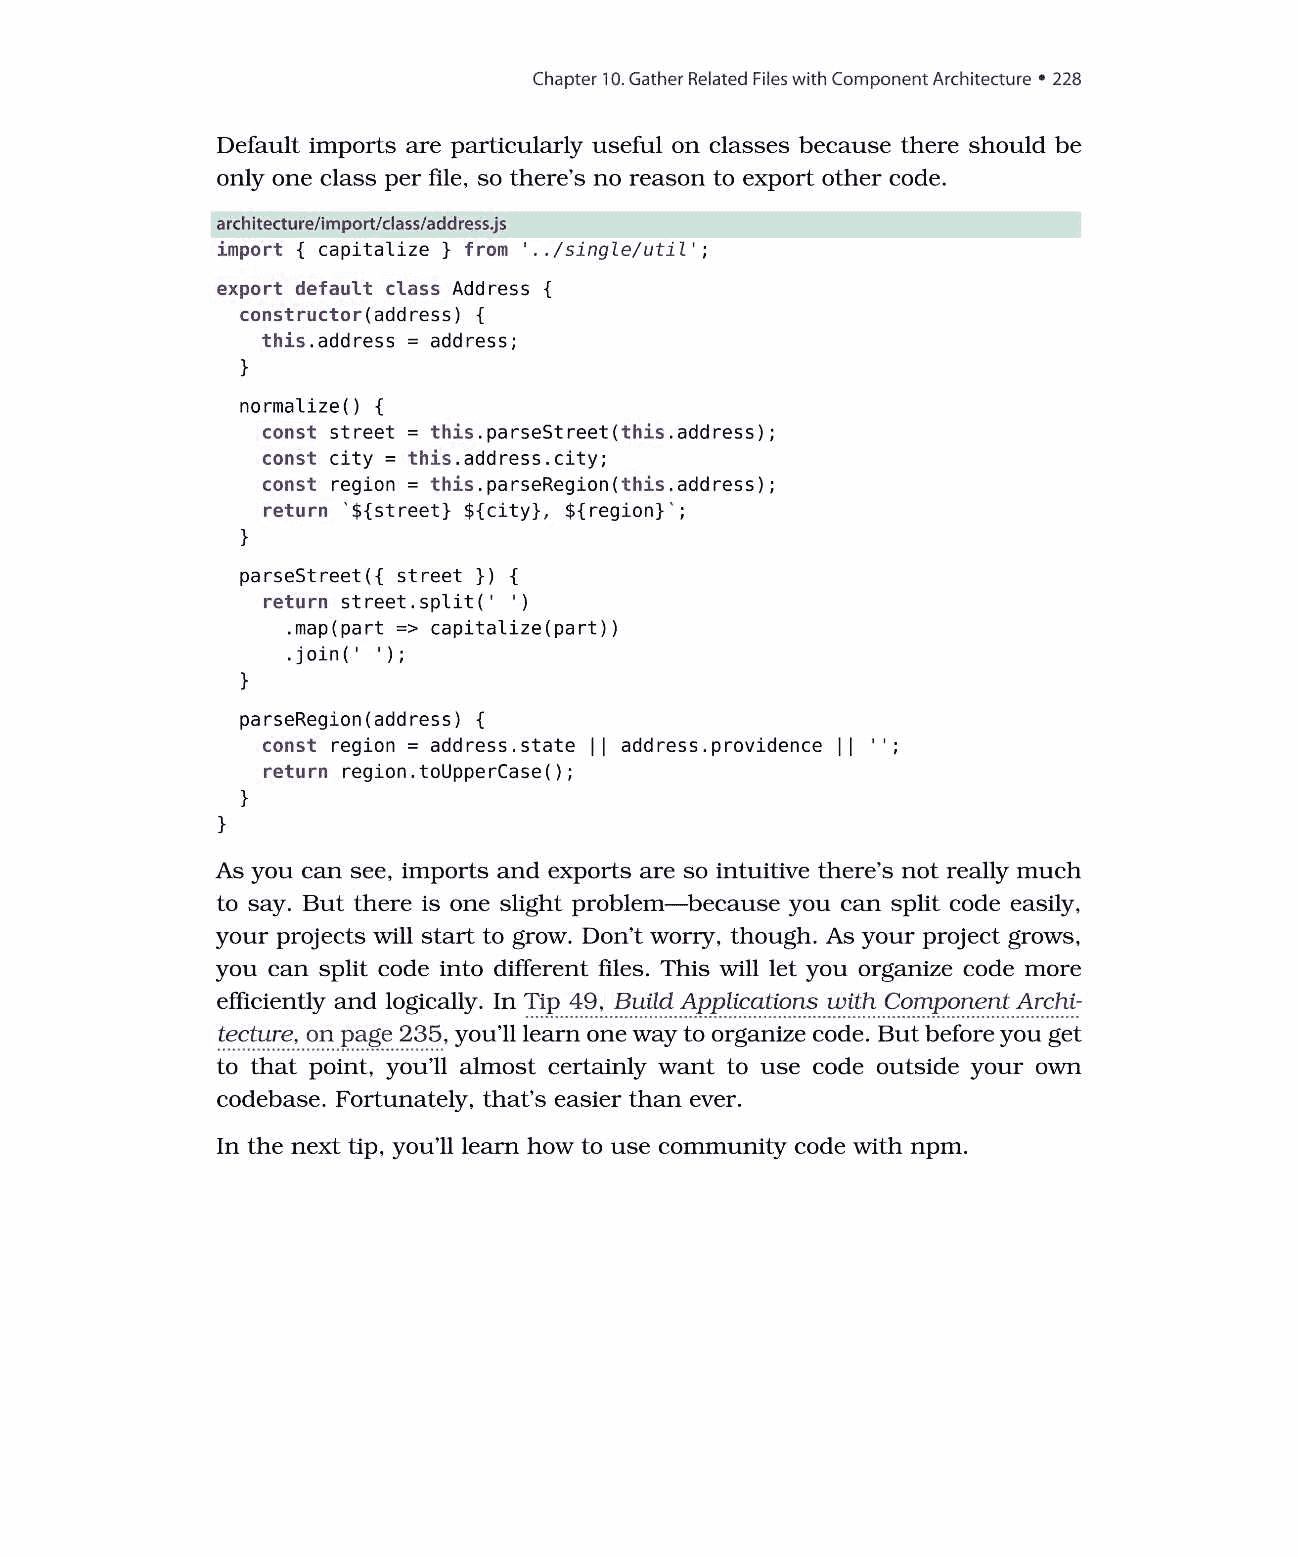 Chapter 10. Gather Related Files with Component Architecture • 228
Default imports are particularly useful on classes because there should be
only one class per file, so there's no reason to export other code.
architecture/import/class/address.js
import { capitalize } from '../single/util';
export default class Address {
  constructor(address) {
    this.address = address;
  }
  normalize() {
    const street = this.parseStreet(this.address);
    const city = this.address.city;
    const region = this.parseRegion(this.address);
    return `${street} ${city}, ${region}`;
  }
  parseStreet({ street }) {
    return street.split(' ')
      .map(part => capitalize(part))
      .join(' ');
  }
  parseRegion(address) {
    const region = address.state || address.providence || '';
    return region.toUpperCase();
  }
}
As you can see, imports and exports are so intuitive there's not really much
to say. But there is one slight problem—because you can split code easily,
your projects will start to grow. Don't worry, though. As your project grows,
you can split code into different files. This will let you organize code more
efficiently and logically. In Tip 49, Build Applications with Component Archi-
tecture, on page 235, you'll learn one way to organize code. But before you get
to that point, you'll almost certainly want to use code outside your own
codebase. Fortunately, that's easier than ever.
In the next tip, you'll learn how to use community code with npm.